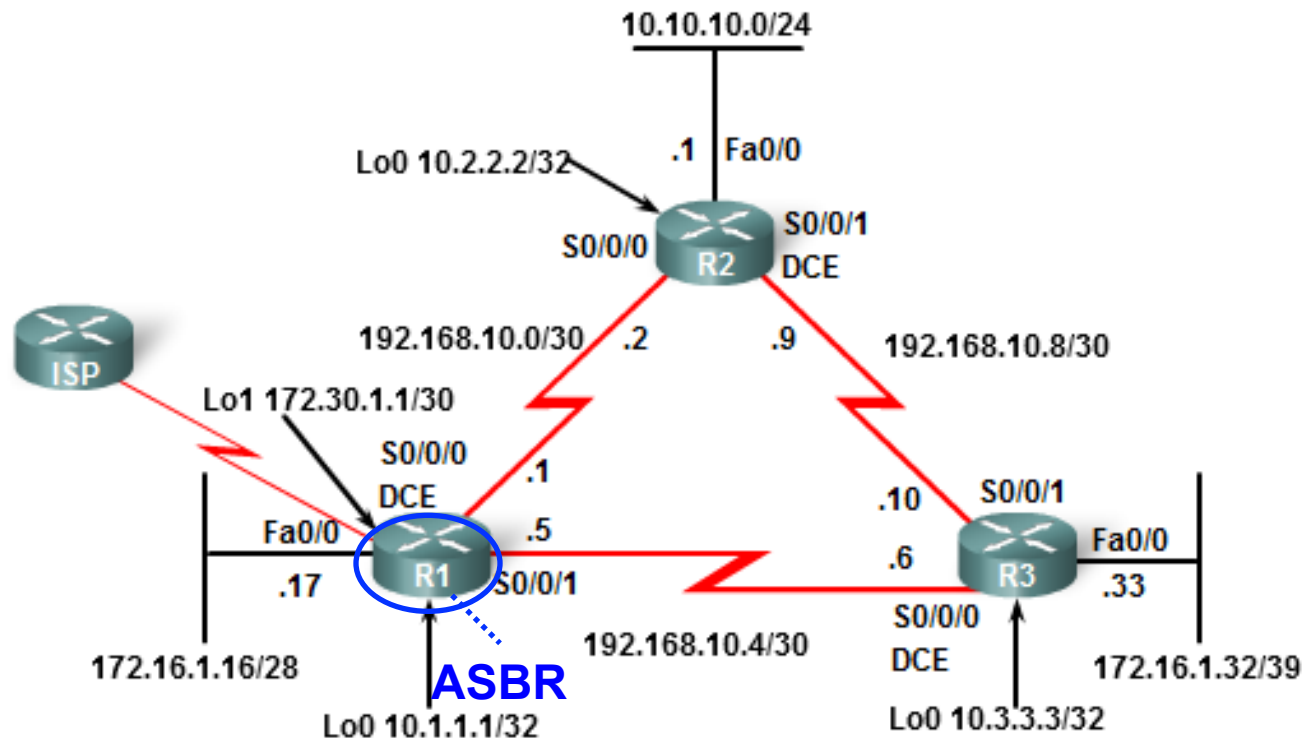 10.10.10.0/24
.1 Fa0/0
Lo0 10.2.2.2/32
S0/0/0
S0/0/1
DCE
R2
192.168.10.0/30
.2
.9
192.168.10.8/30
ISP
Lo1 172.30.1.1/30
S0/0/0
DCE
.1
.5
Fa0/0
.17
R1
S0/0/1
.10
S0/0/1
.6
R3
Fa0/0
.33
S0/0/0
DCE
192.168.10.4/30
172.16.1.16/28
ASBR
172.16.1.32/39
Lo0 10.1.1.1/32
Lo0 10.3.3.3/32